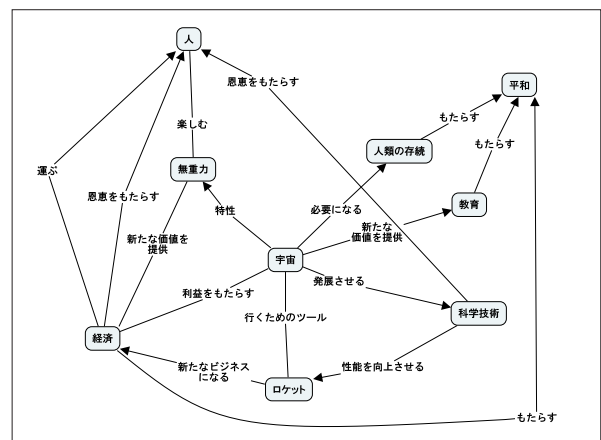 人
恩恵をもたらす
平和
もたらす
楽しむ
人類の存続
もたらす
運ぶ
無重力
恩恵をもたらす
特性
必要になる
教育
新たな
価値を提供
新たな価値を
提供
宇宙
利益をもたらす
発展させる
行くためのツール
科学技術
経済
新たなビジネス
になる
性能を向上させる
ロケット
もたらす